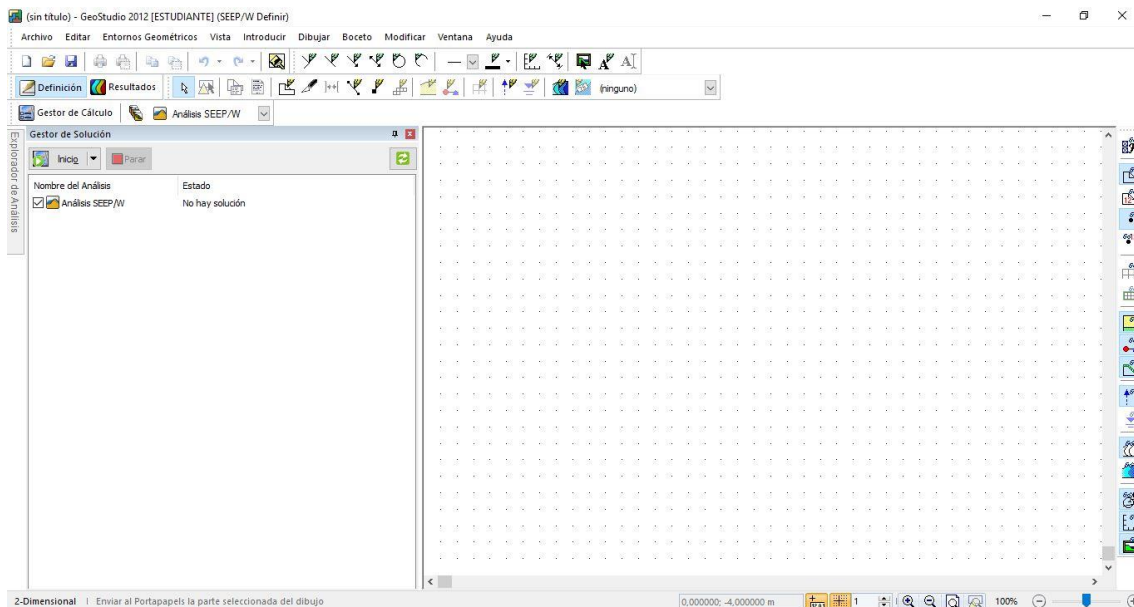 (sin título) - GeoStudio 2012 [ESTUDIANTE] (SEEP/W Definir)
Archivo Editar Entornos Geométricos Vista Introducir Dibujar Boceto Modificar Ventana Ayuda
Definición Resultados (ninguno)
Gestor de Cálculo Análisis SEEP/W
Explorador de Análisis
Gestor de Solución
Inicio Parar
Nombre del Análisis Estado
Análisis SEEP/W No hay solución
2-Dimensional Enviar al Portapapels la parte seleccionada del dibujo 0,000000; -4,000000 m 1 100%